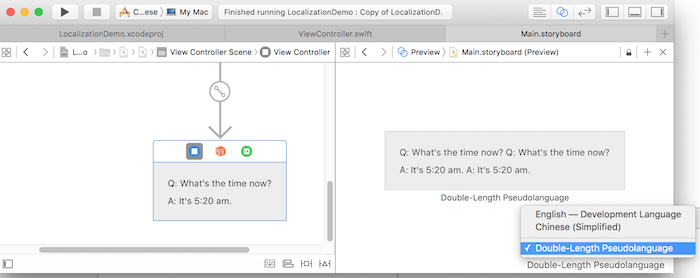 C...ese > My Mac
Finished running LocalizationDemo : Copy of LocalizationD.
LocalizationDemo.xcodeproj
ViewController.swift
Main.storyboard
L...o
View Controller Scene
View Controller
Preview
Main.storyboard (Preview)
Q: What's the time now?
A: It's 5:20 am.
Q: What's the time now? Q: What's the time now?
A: It's 5:20 am. A: It's 5:20 am.
Double-Length Pseudolanguage
English — Development Language
Chinese (Simplified)
✓ Double-Length Pseudolanguage
Double-Length Pseudolanguage